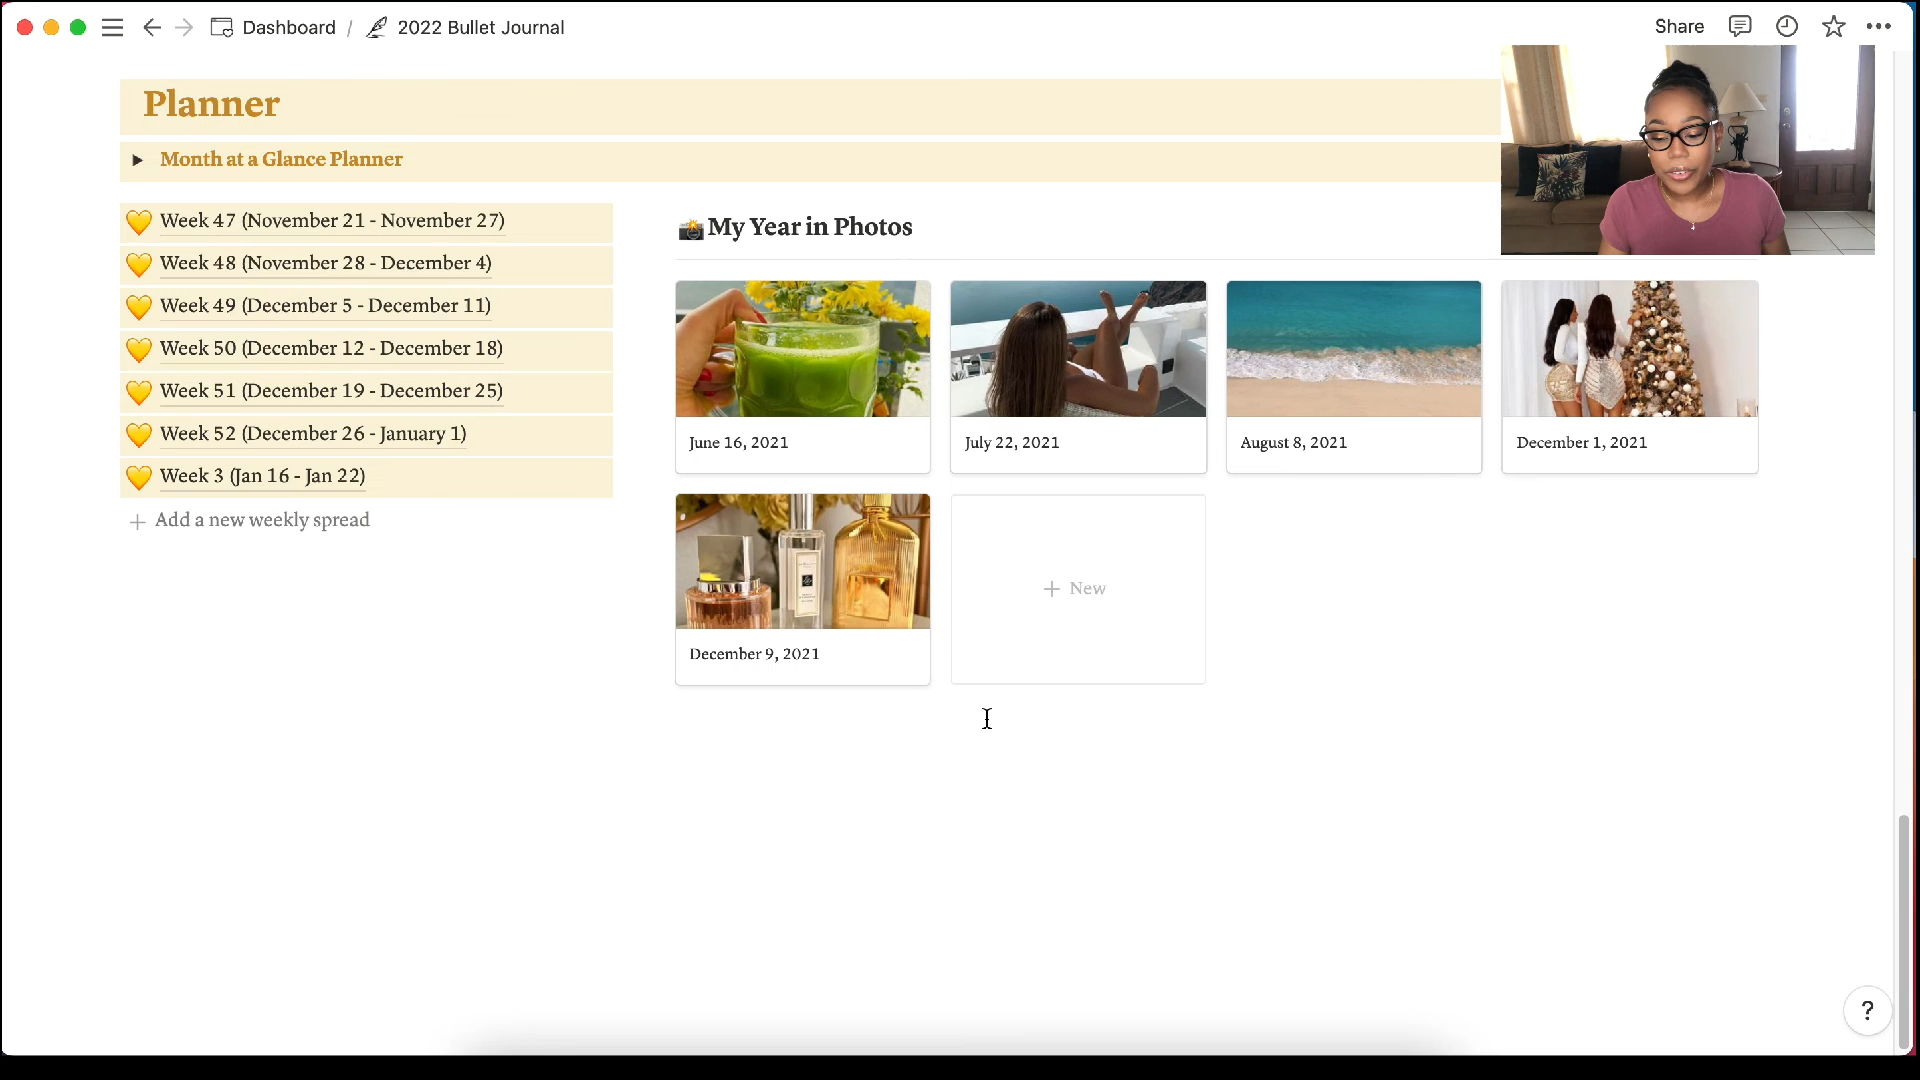 Dashboard / 2022 Bullet Journal
Share
Planner
Month at a Glance Planner
Week 47 (November 21 - November 27)
Week 48 (November 28 - December 4)
Week 49 (December 5 - December 11)
Week 50 (December 12 - December 18)
Week 51 (December 19 - December 25)
Week 52 (December 26 - January 1)
Week 3 (Jan 16 - Jan 22)
+ Add a new weekly spread
My Year in Photos
June 16, 2021
July 22, 2021
August 8, 2021
December 1, 2021
December 9, 2021
+ New
?